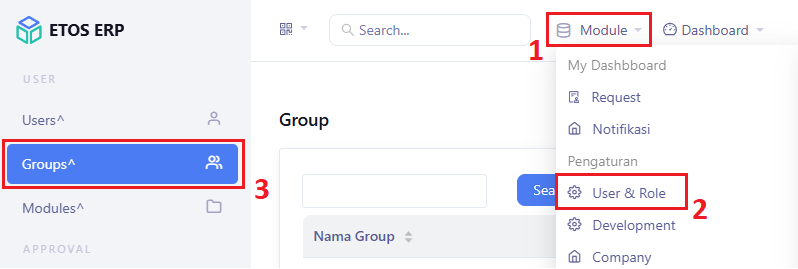 ETOS ERP
Search...
1
Module
Dashboard
USER
Users^
Groups^
3
Modules^
APPROVAL
Group
Nama Group
My Dashbboard
Request
Notifikasi
Pengaturan
User & Role
2
Development
Company